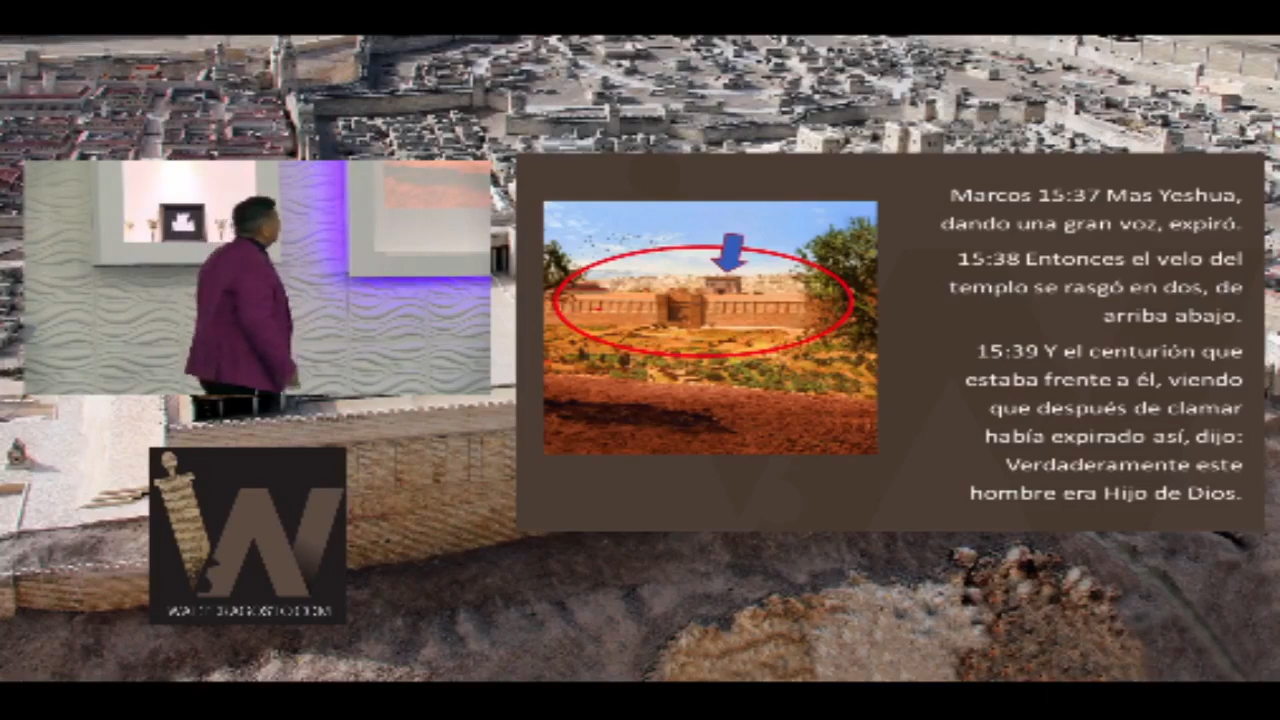 Marcos 15:37 Mas Yeshua,
dando una gran voz, expiró.
15:38 Entonces el velo del
templo se rasgó en dos, de
arriba abajo.
15:39 Y el centurión que
estaba frente a él, viendo
que después de clamar
había expirado así, dijo:
Verdaderamente este
hombre era Hijo de Dios.
W